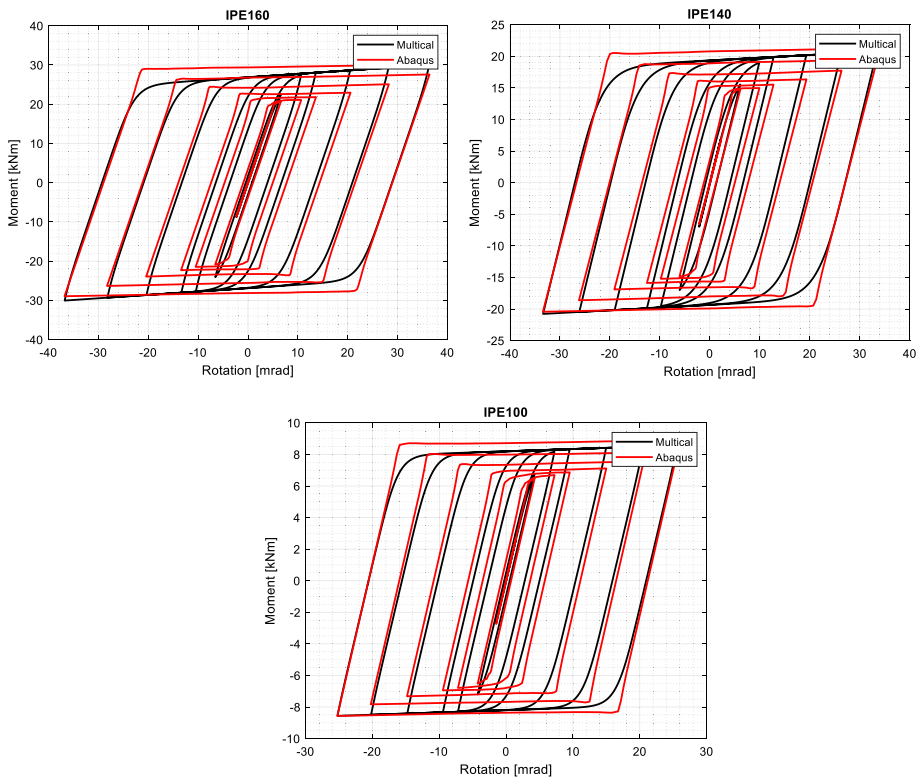 IPE160
40
30
20
10
0
-10
-20
-30
-40
Moment [kNm]
Multical
Abaqus
-40 -30 -20 -10 0 10 20 30 40
Rotation [mrad]
IPE140
25
20
15
10
5
0
-5
-10
-15
-20
-25
Moment [kNm]
Multical
Abaqus
-40 -30 -20 -10 0 10 20 30 40
Rotation [mrad]
IPE100
10
8
6
4
2
0
-2
-4
-6
-8
-10
Moment [kNm]
Multical
Abaqus
-30 -20 -10 0 10 20 30
Rotation [mrad]